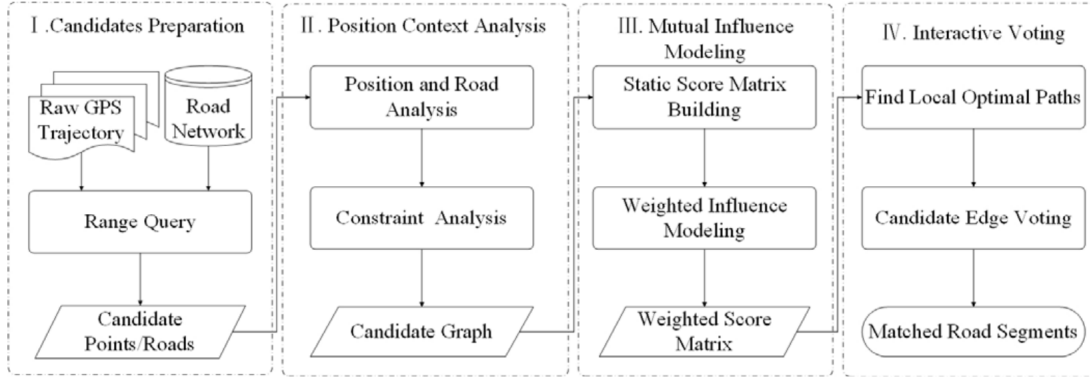 Ⅰ.Candidates Preparation
Raw GPS
Trajectory
Road
Network
Range Query
Candidate
Points/Roads
Ⅱ. Position Context Analysis
Position and Road
Analysis
Constraint Analysis
Candidate Graph
Ⅲ. Mutual Influence
Modeling
Static Score Matrix
Building
Weighted Influence
Modeling
Weighted Score
Matrix
Ⅳ. Interactive Voting
Find Local Optimal Paths
Candidate Edge Voting
Matched Road Segments